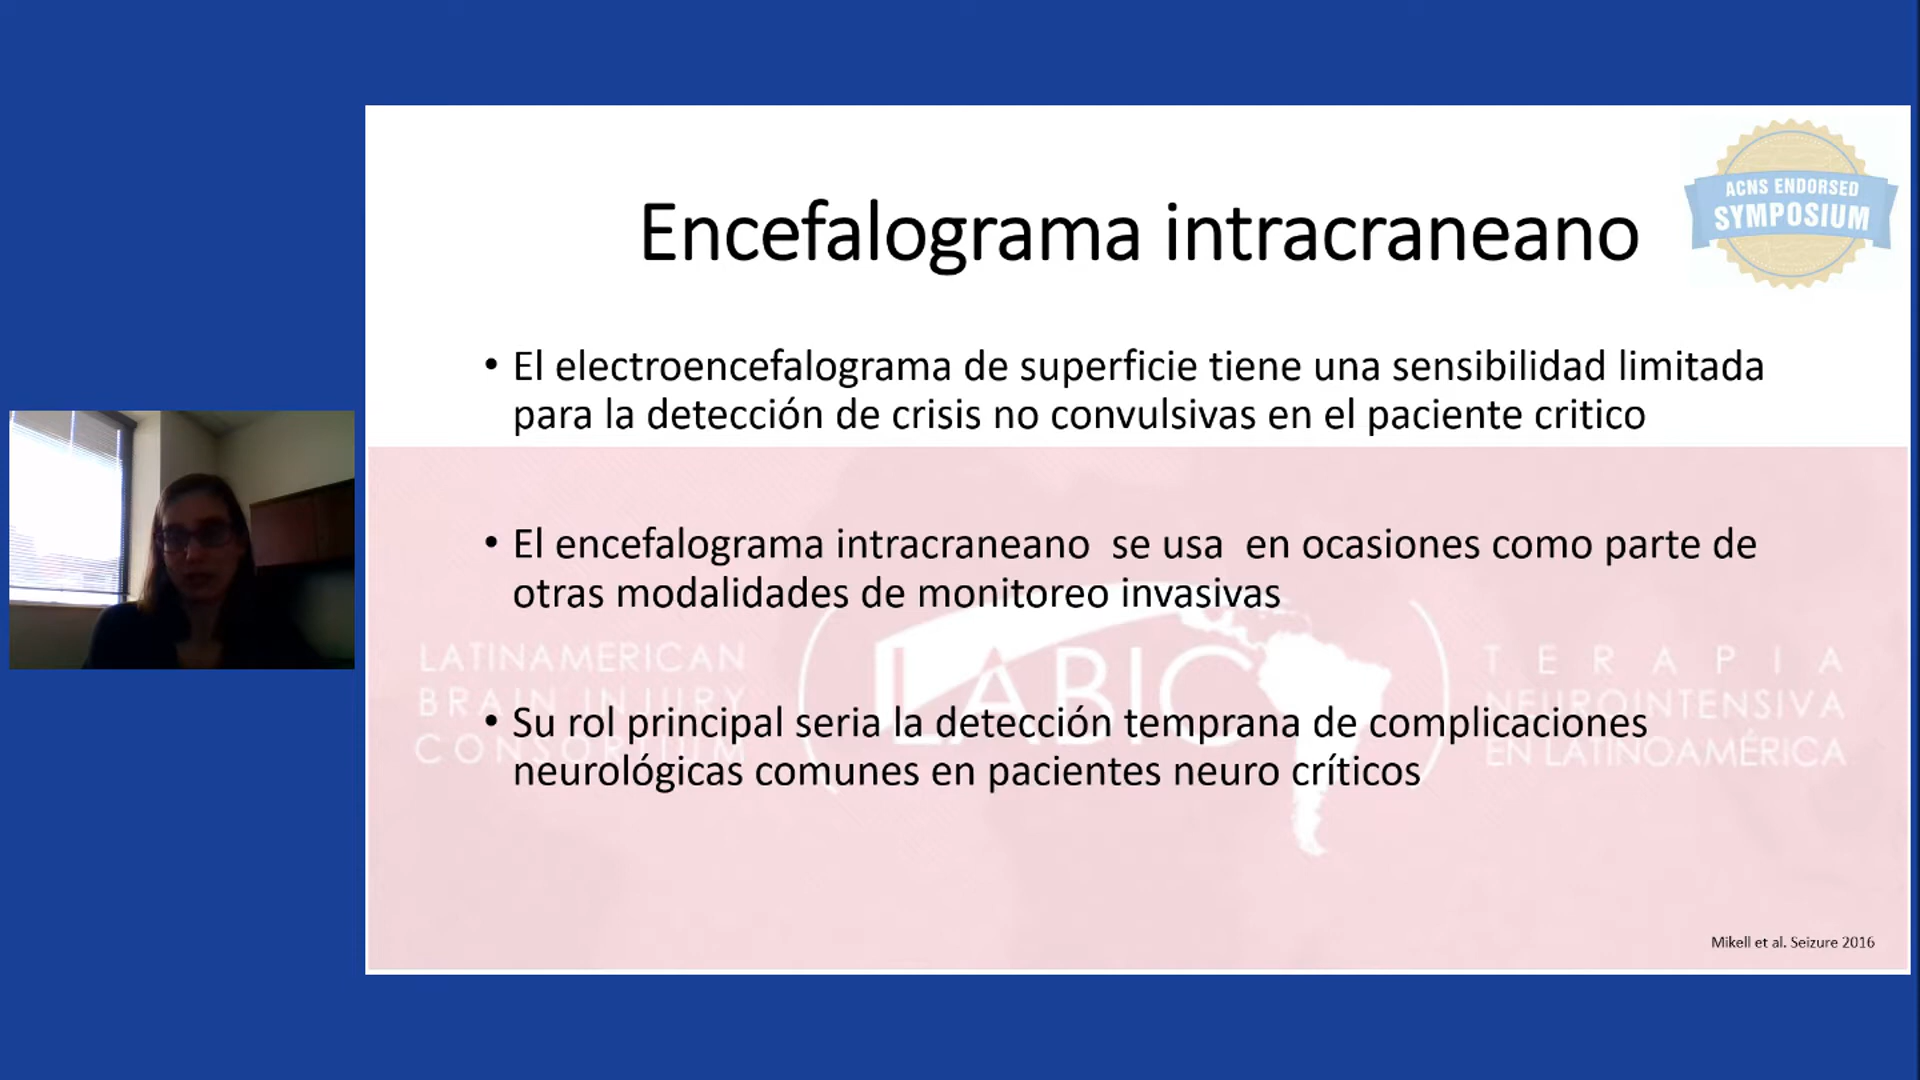 ACNS ENDORSED
SYMPOSIUM
Encefalograma intracraneano
• El electroencefalograma de superficie tiene una sensibilidad limitada
para la detección de crisis no convulsivas en el paciente critico
• El encefalograma intracraneano se usa en ocasiones como parte de
otras modalidades de monitoreo invasivas
• Su rol principal seria la detección temprana de complicaciones
neurológicas comunes en pacientes neuro críticos
LATINAMERICAN
BRAIN INJURY
CONSORTIUM
LABIC
TERAPIA
NEUROINTENSIVA
EN LATINOAMÉRICA
Mikell et al. Seizure 2016